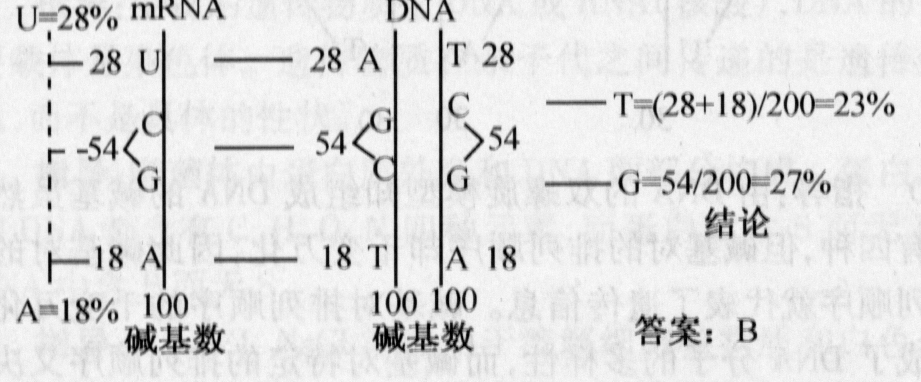 U=28% mRNA DNA
28 U 28 A T 28
-54 C G 54 G C C G 54
T=(28+18)/200=23%
G=54/200=27%
结论
18 A 18 T A 18
A=18% 100 100 100
碱基数 碱基数
答案：B